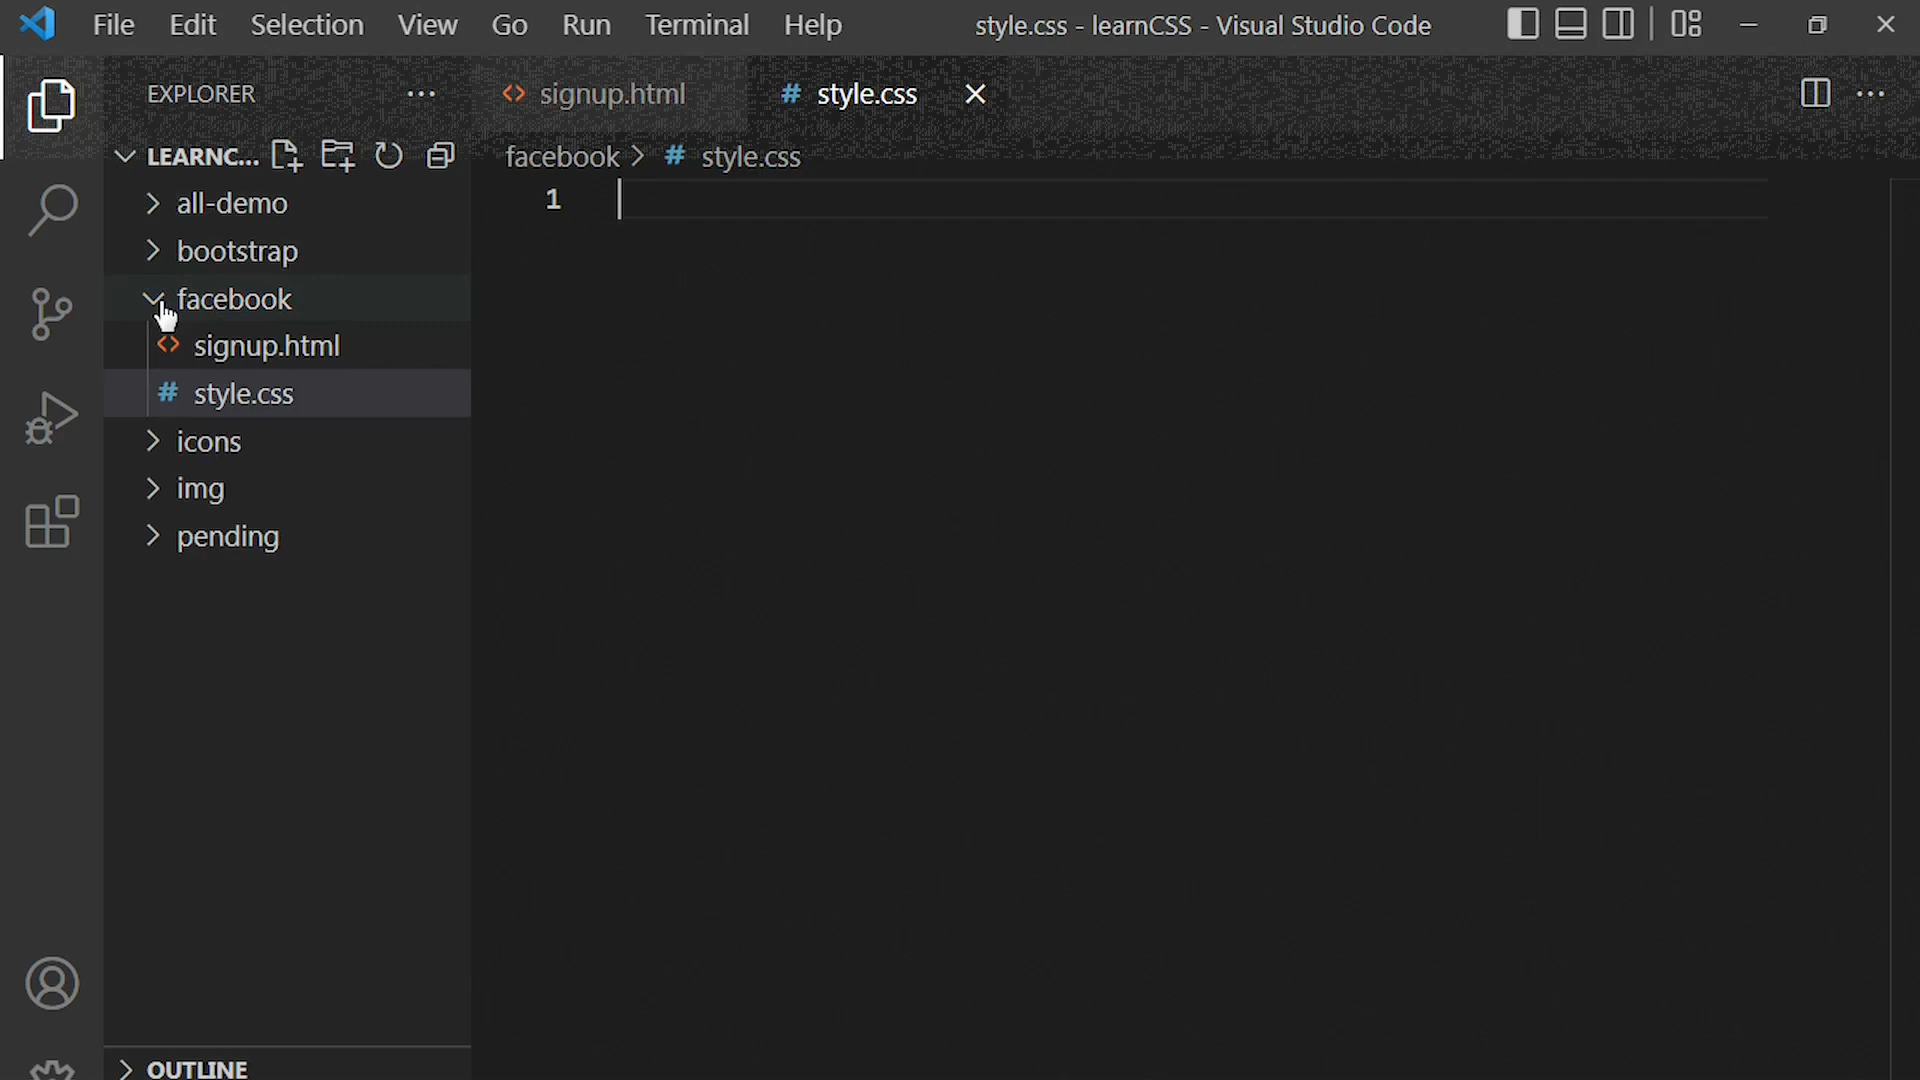 File Edit Selection View Go Run Terminal Help style.css - learnCSS - Visual Studio Code
EXPLORER ... <> signup.html # style.css
LEARNC... facebook > # style.css
all-demo
1
bootstrap
facebook
<> signup.html
# style.css
icons
img
pending
OUTLINE